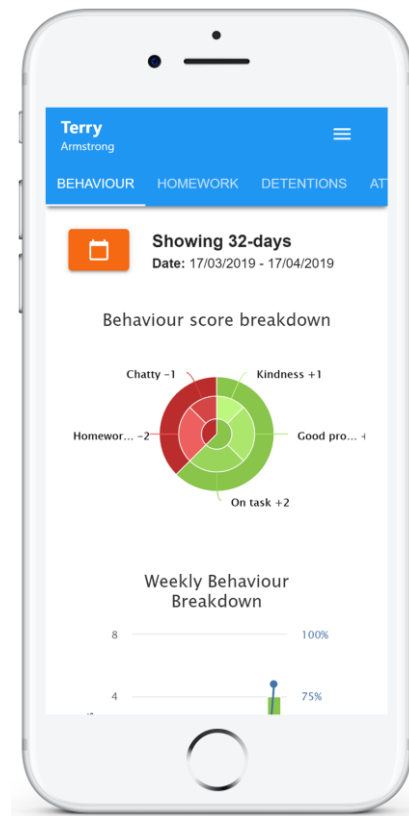 Terry
Armstrong
BEHAVIOUR HOMEWORK DETENTIONS AT
Showing 32-days
Date: 17/03/2019 - 17/04/2019
Behaviour score breakdown
Chatty -1 Kindness +1
Homewor... -2 Good pro... +
On task +2
Weekly Behaviour
Breakdown
8 100%
4 75%